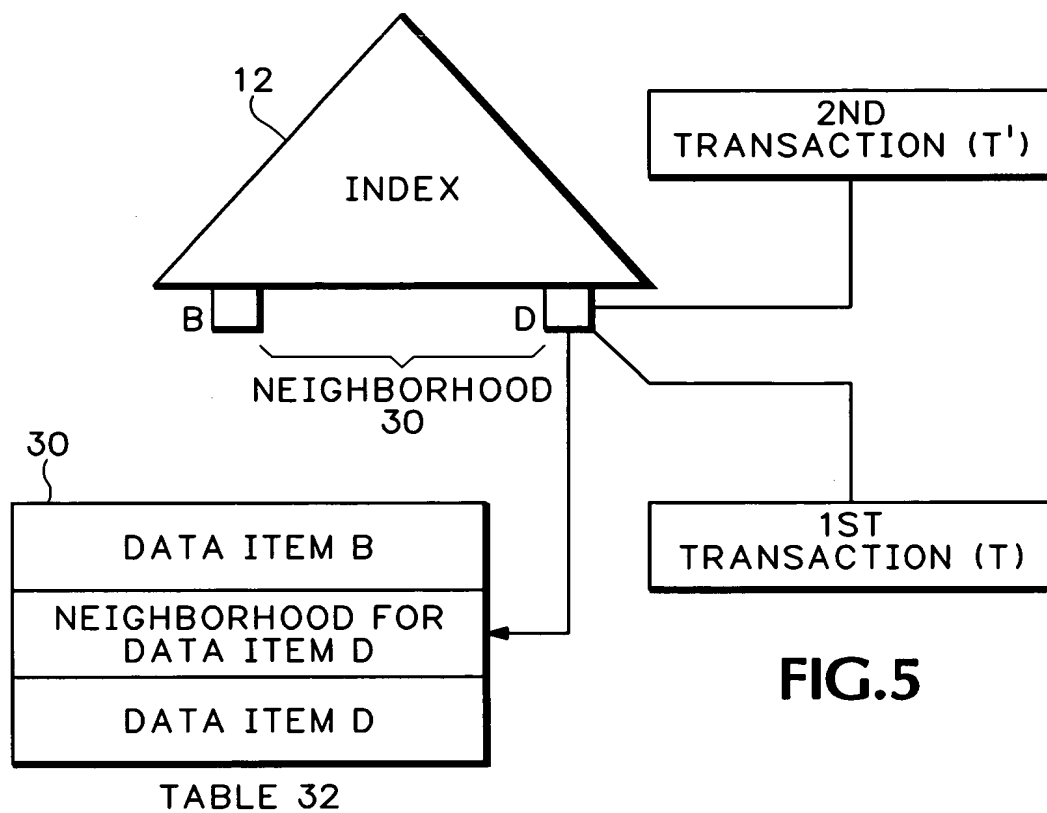 12
INDEX
2ND
TRANSACTION (T')
B
D
NEIGHBORHOOD
30
30
DATA ITEM B
NEIGHBORHOOD FOR
DATA ITEM D
DATA ITEM D
TABLE 32
1ST
TRANSACTION (T)
FIG.5